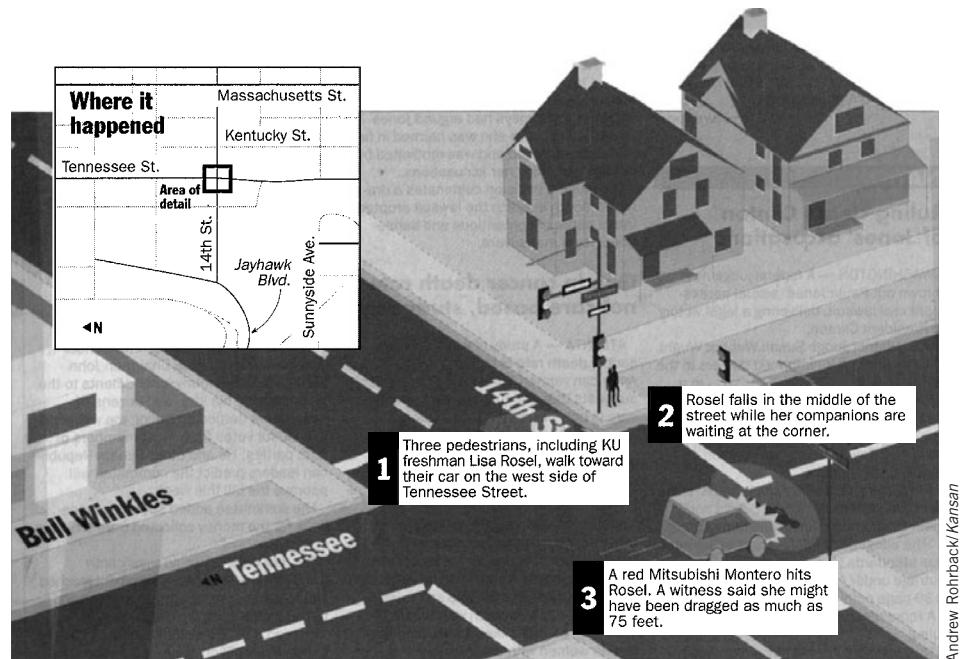 Where it
happened
Massachusetts St.
Kentucky St.
Tennessee St.
Area of
detail
14th St.
Jayhawk
Blvd.
Sunnyside Ave.
N
14th St
1
Three pedestrians, including KU
freshman Lisa Rosel, walk toward
their car on the west side of
Tennessee Street.
2
Rosel falls in the middle of the
street while her companions are
waiting at the corner.
Bull Winkles
N Tennessee
3
A red Mitsubishi Montero hits
Rosel. A witness said she might
have been dragged as much as
75 feet.
Andrew Rohrback/Kansan